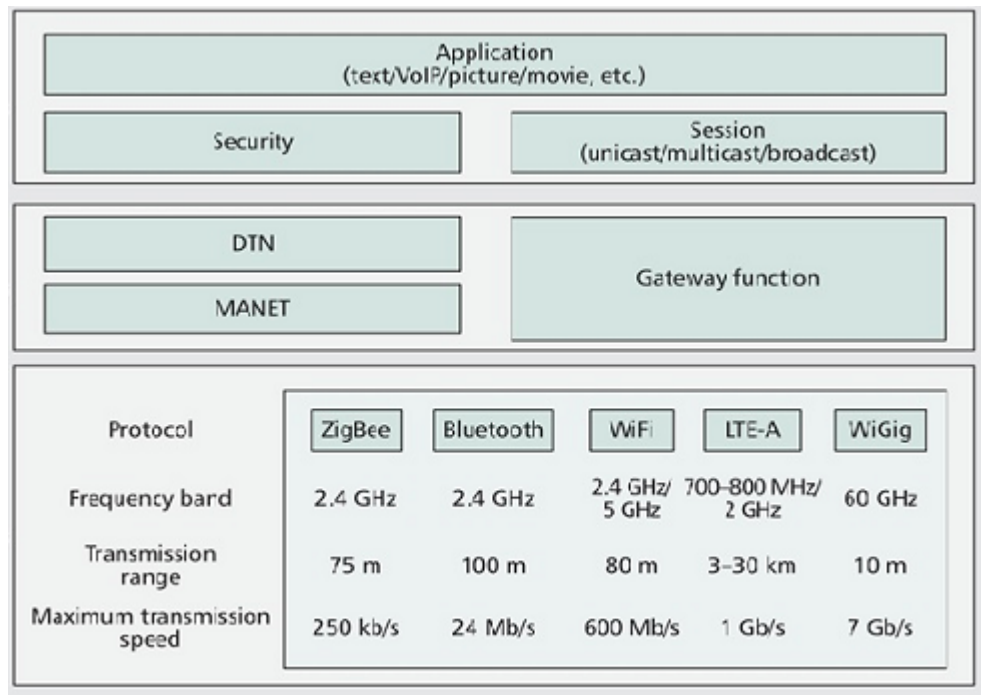 Application
(text/VoIP/picture/movie, etc.)
Security
Session
(unicast/multicast/broadcast)
DTN
MANET
Gateway function
Protocol
ZigBee
Bluetooth
WiFi
LTE-A
WiGig
Frequency band
2.4 GHz
2.4 GHz
2.4 GHz/
5 GHz
700–800 MHz/
2 GHz
60 GHz
Transmission
range
75 m
100 m
80 m
3–30 km
10 m
Maximum transmission
speed
250 kb/s
24 Mb/s
600 Mb/s
1 Gb/s
7 Gb/s